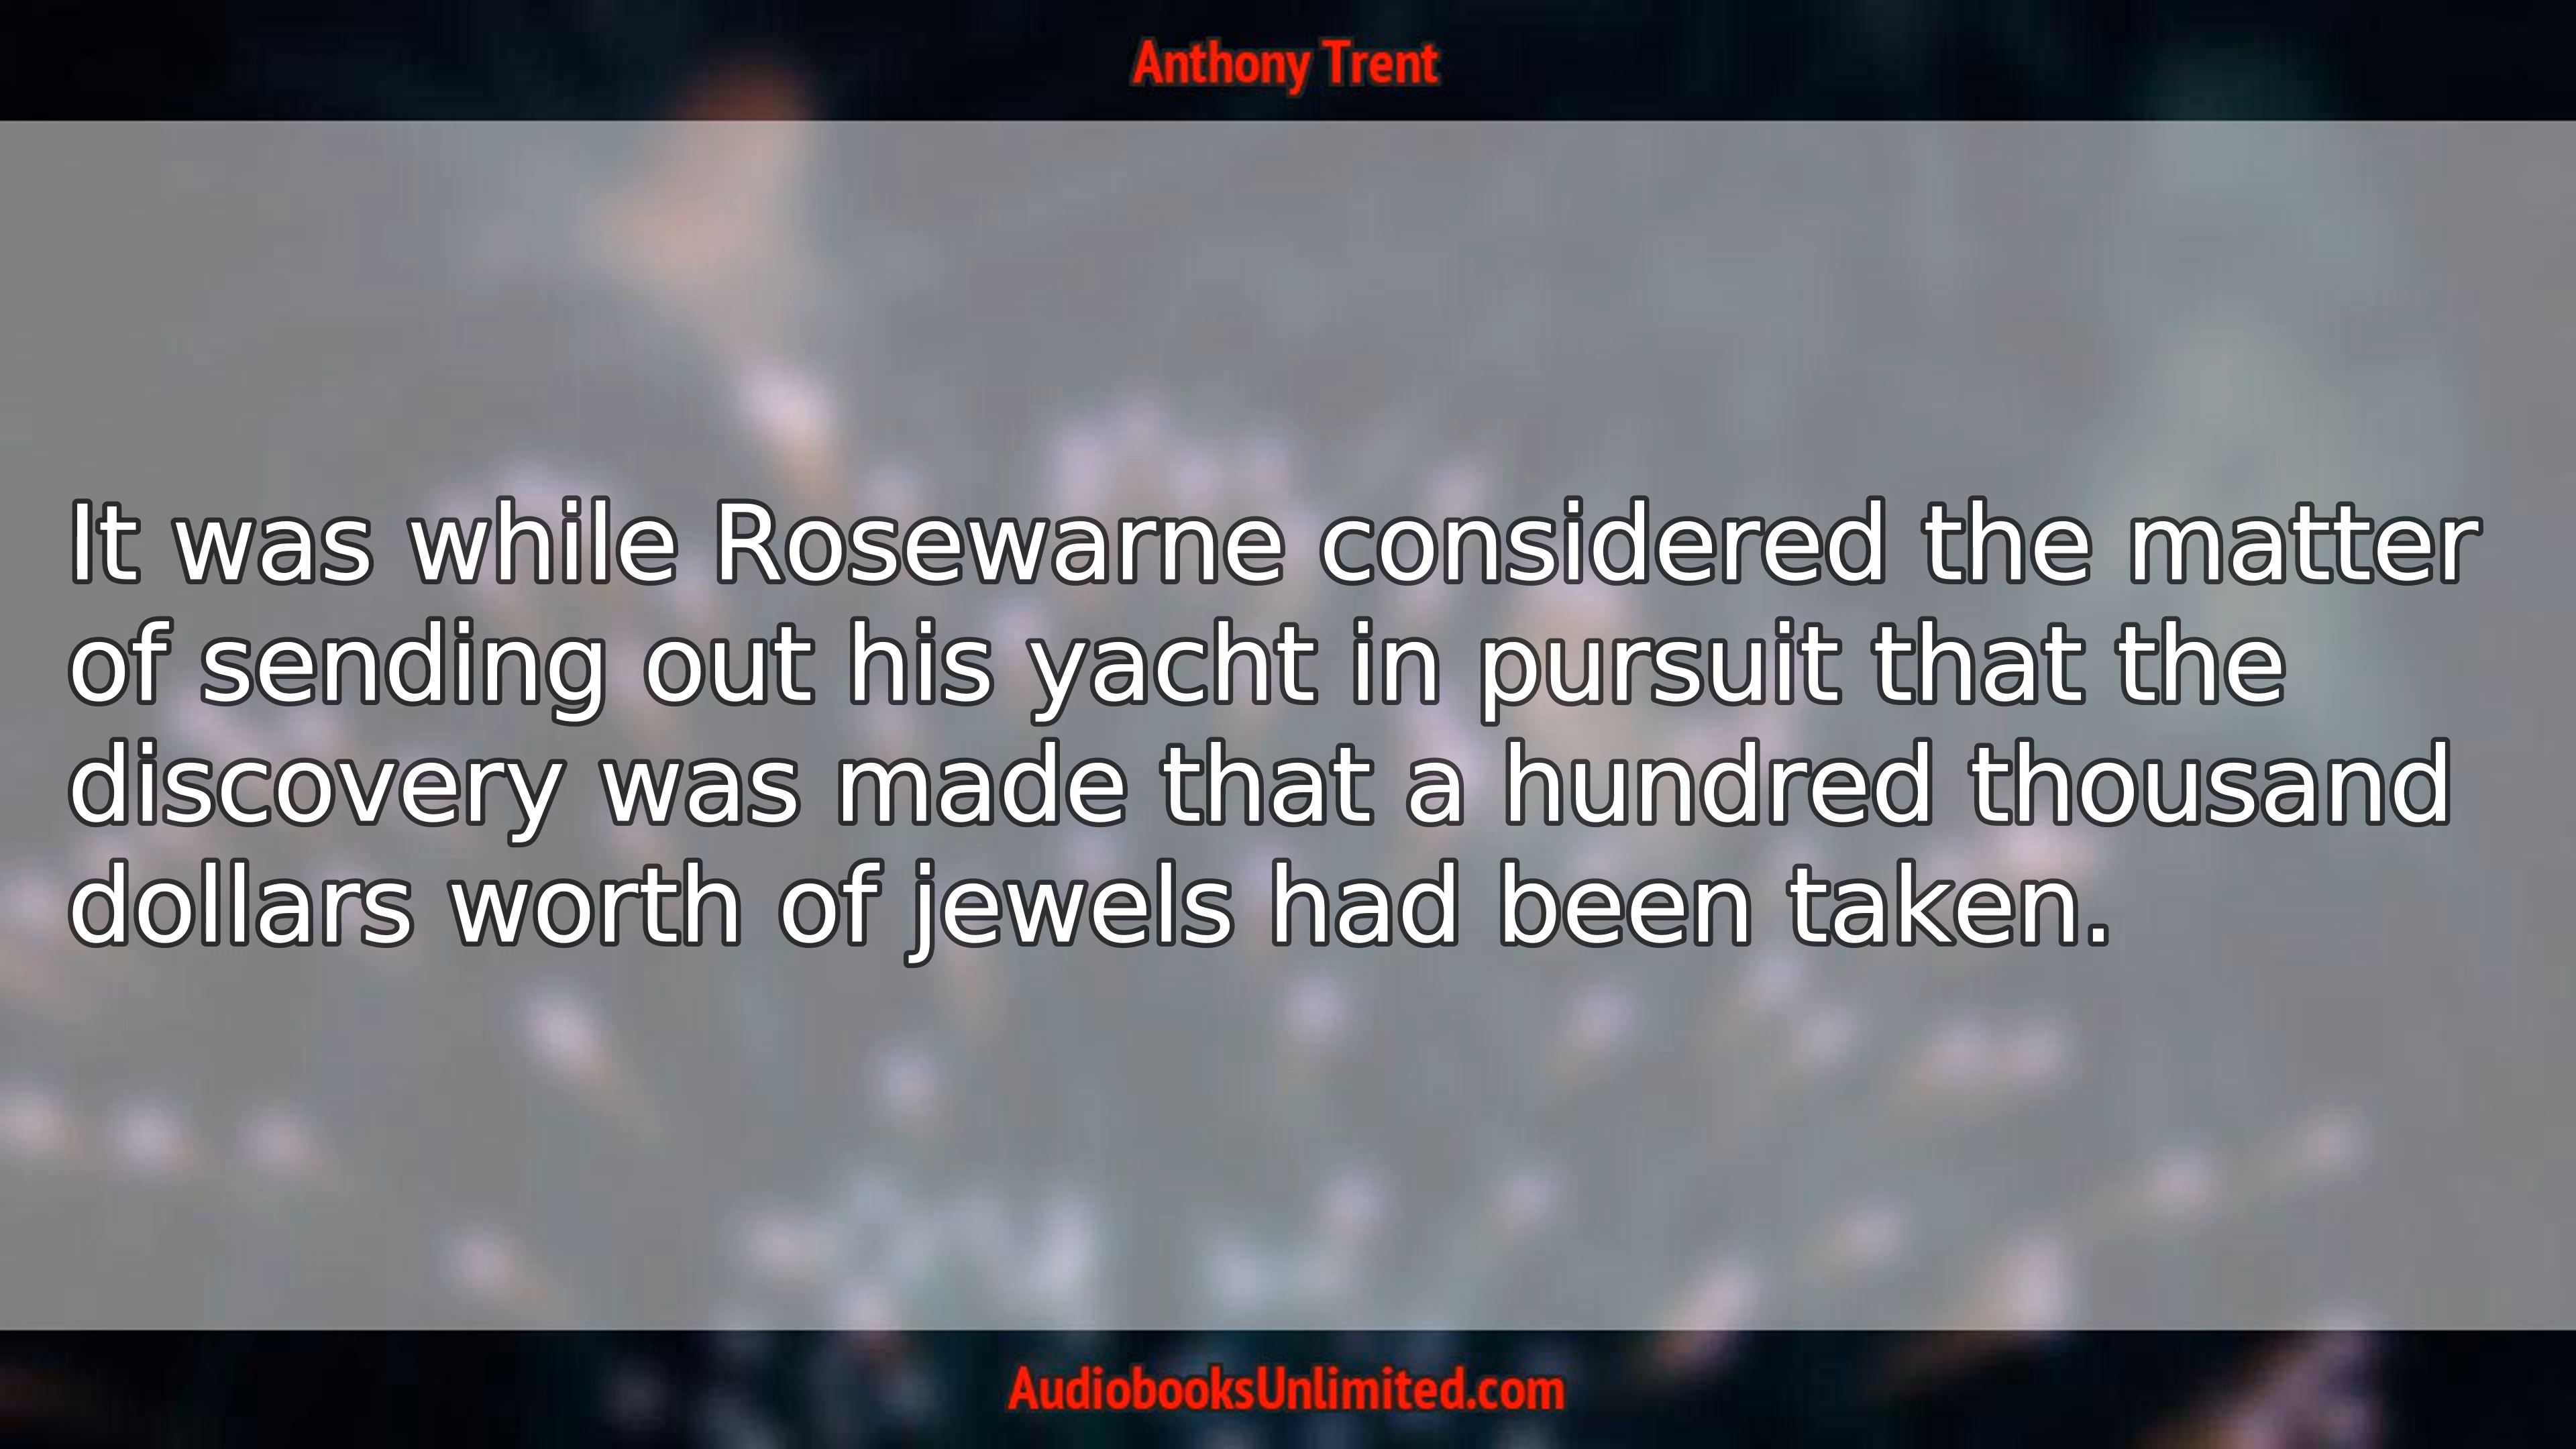 Anthony Trent
It was while Rosewarne considered the matter
of sending out his yacht in pursuit that the
discovery was made that a hundred thousand
dollars worth of jewels had been taken.
AudiobooksUnlimited.com